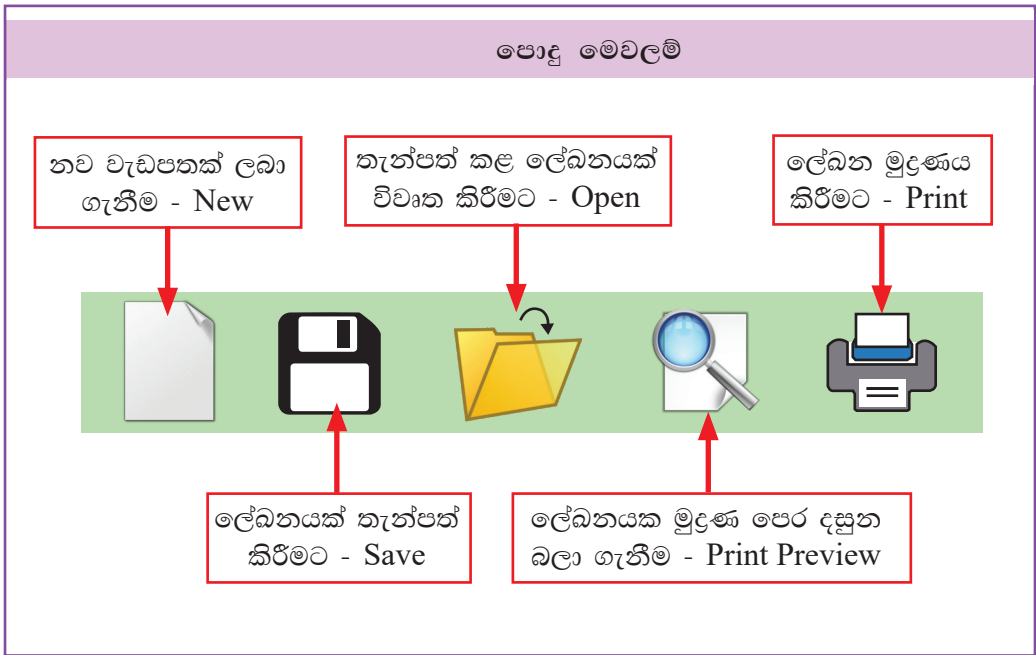 පොදු මෙවලම්
නව වැඩපතක් ලබා
ගැනීම - New
තැන්පත් කළ ලේඛනයක්
විවෘත කිරීමට - Open
ලේඛන මුද්‍රණය
කිරීමට - Print
ලේඛනයක් තැන්පත්
කිරීමට - Save
ලේඛනයක මුද්‍රණ පෙර දසුන
බලා ගැනීම - Print Preview